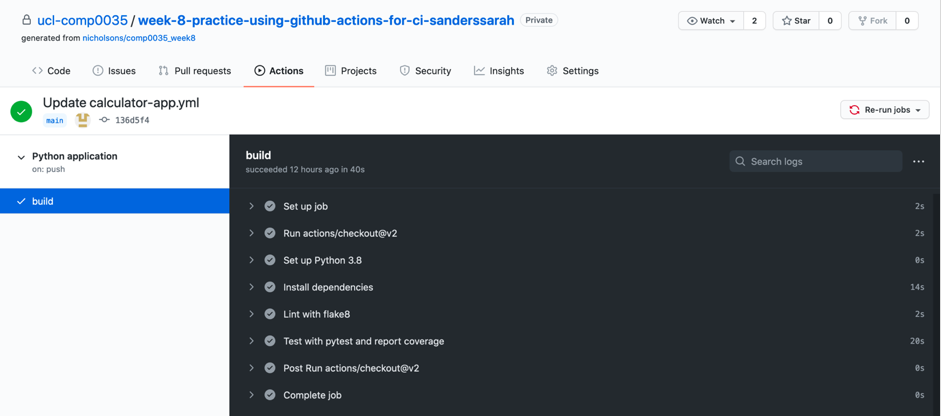 ucl-comp0035 / week-8-practice-using-github-actions-for-ci-sanderssarah Private
Watch 2 Star 0 Fork 0
generated from nicholsons/comp0035_week8
Code Issues Pull requests Actions Projects Security Insights Settings
Update calculator-app.yml
main 136d5f4
Re-run jobs
Python application
on: push
build
build
succeeded 12 hours ago in 40s
Search logs
Set up job 2s
Run actions/checkout@v2 2s
Set up Python 3.8 0s
Install dependencies 14s
Lint with flake8 2s
Test with pytest and report coverage 20s
Post Run actions/checkout@v2 0s
Complete job 0s